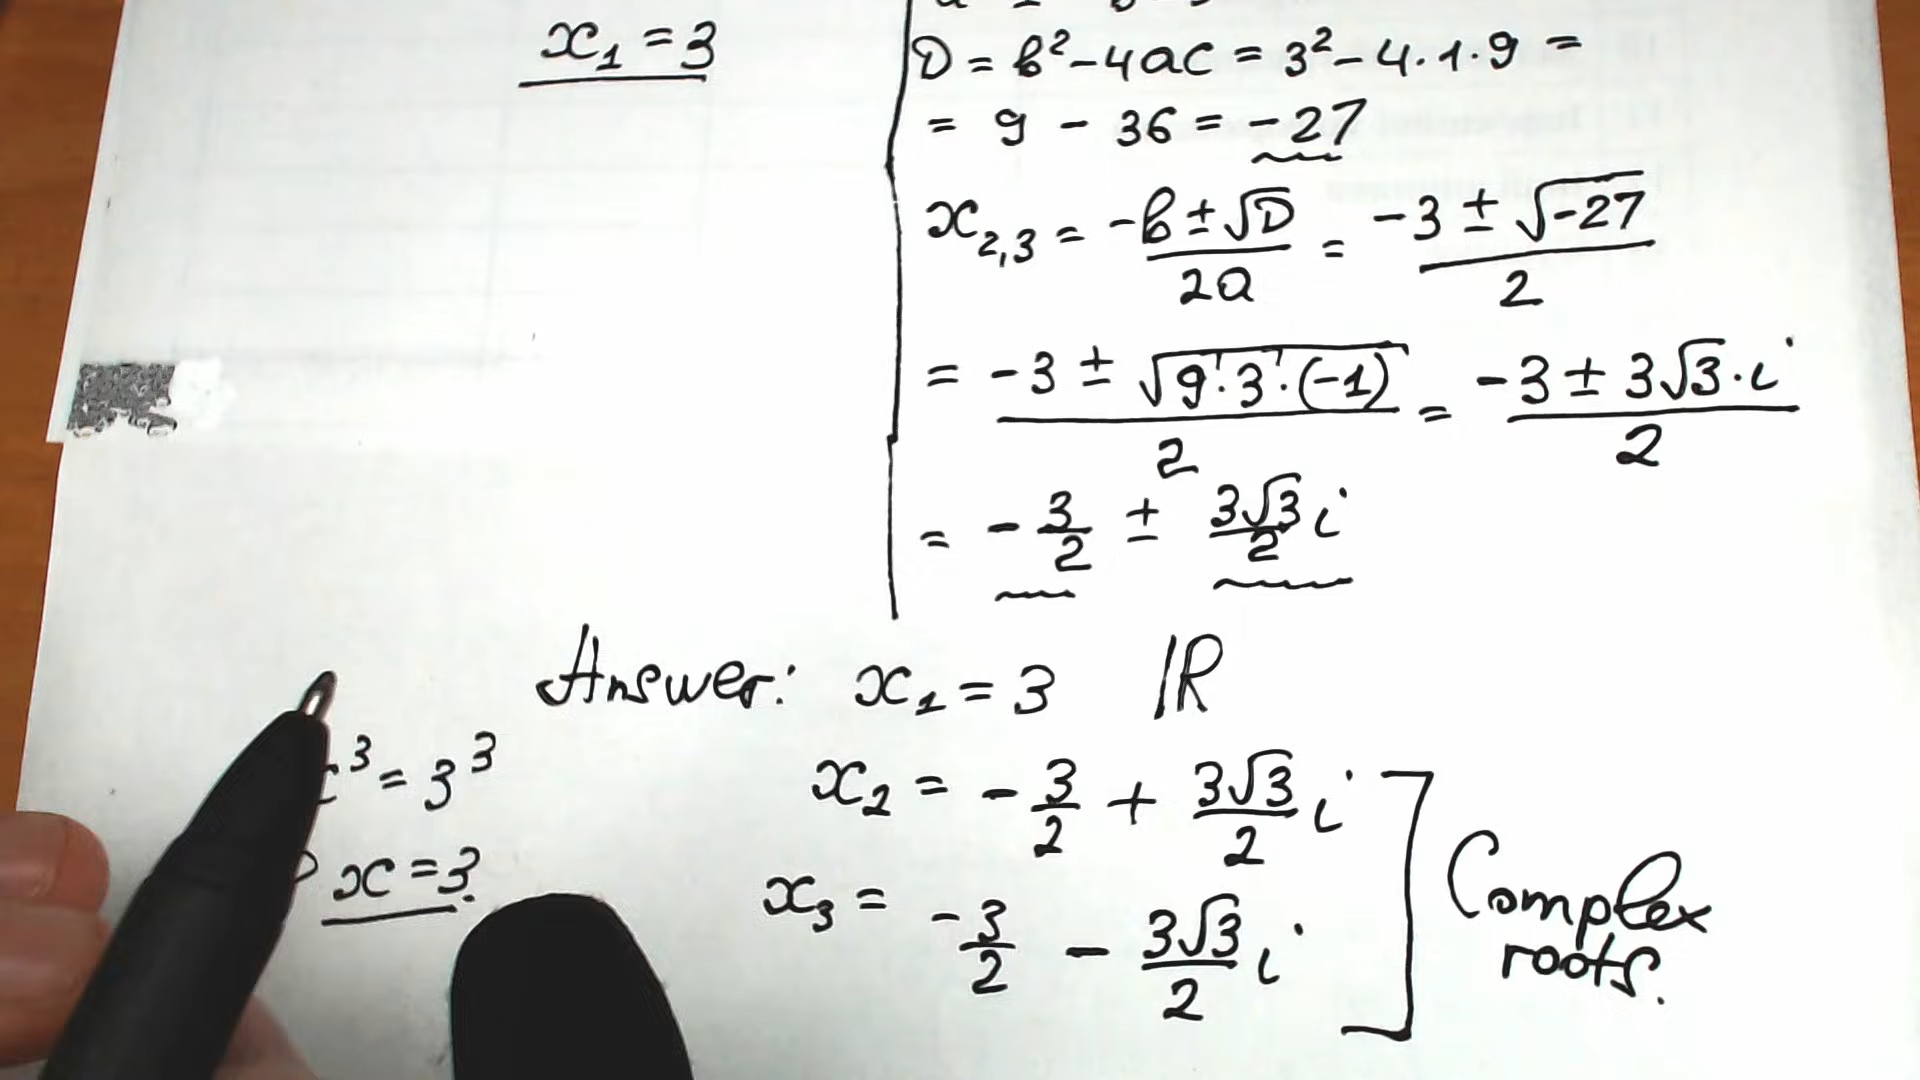 x₁ = 3
D = b² - 4ac = 3² - 4·1·9 =
= 9 - 36 = -27
x₂,₃ = (-b ± √D)/(2a) = (-3 ± √(-27))/2
= (-3 ± √(9·3·(-1)))/2 = (-3 ± 3√3·i)/2
= - 3/2 ± (3√3)/2 i
Answer: x₁ = 3 ℝ
x³ = 3³
x₂ = - 3/2 + (3√3)/2 i
x = 3.
x₃ = - 3/2 - (3√3)/2 i
Complex
roots.